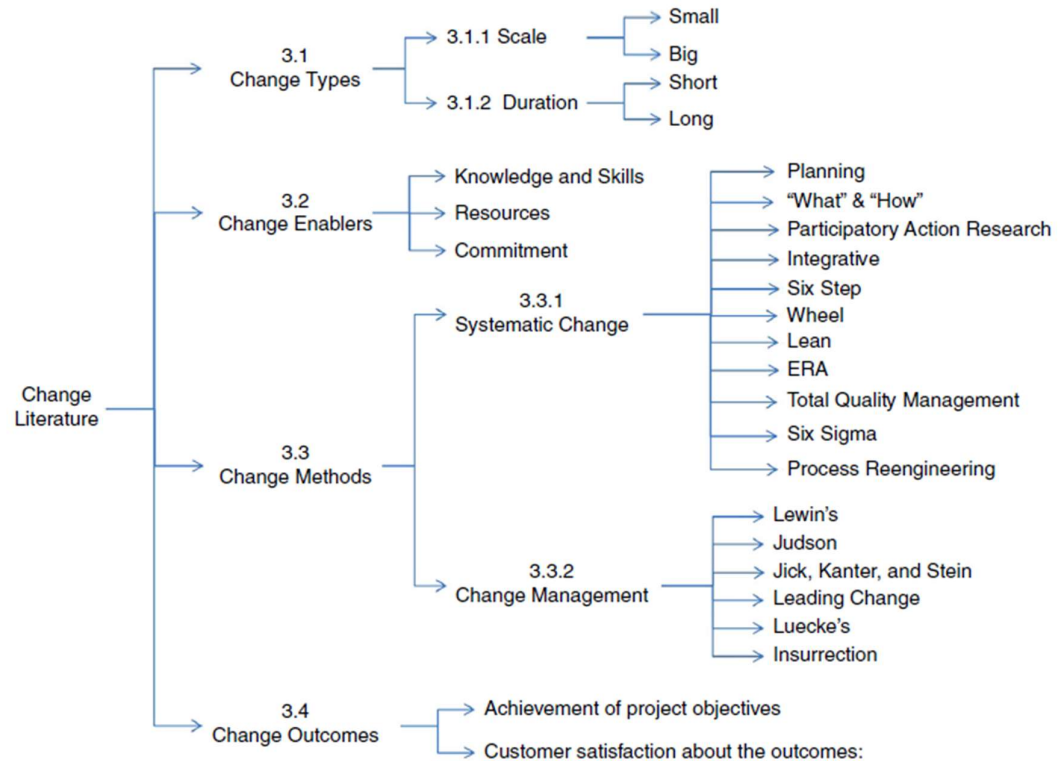 Change
Literature
3.1
Change Types
3.1.1 Scale
Small
Big
3.1.2 Duration
Short
Long
3.2
Change Enablers
Knowledge and Skills
Resources
Commitment
3.3
Change Methods
3.3.1
Systematic Change
Planning
“What” & “How”
Participatory Action Research
Integrative
Six Step
Wheel
Lean
ERA
Total Quality Management
Six Sigma
Process Reengineering
3.3.2
Change Management
Lewin’s
Judson
Jick, Kanter, and Stein
Leading Change
Luecke’s
Insurrection
3.4
Change Outcomes
Achievement of project objectives
Customer satisfaction about the outcomes: